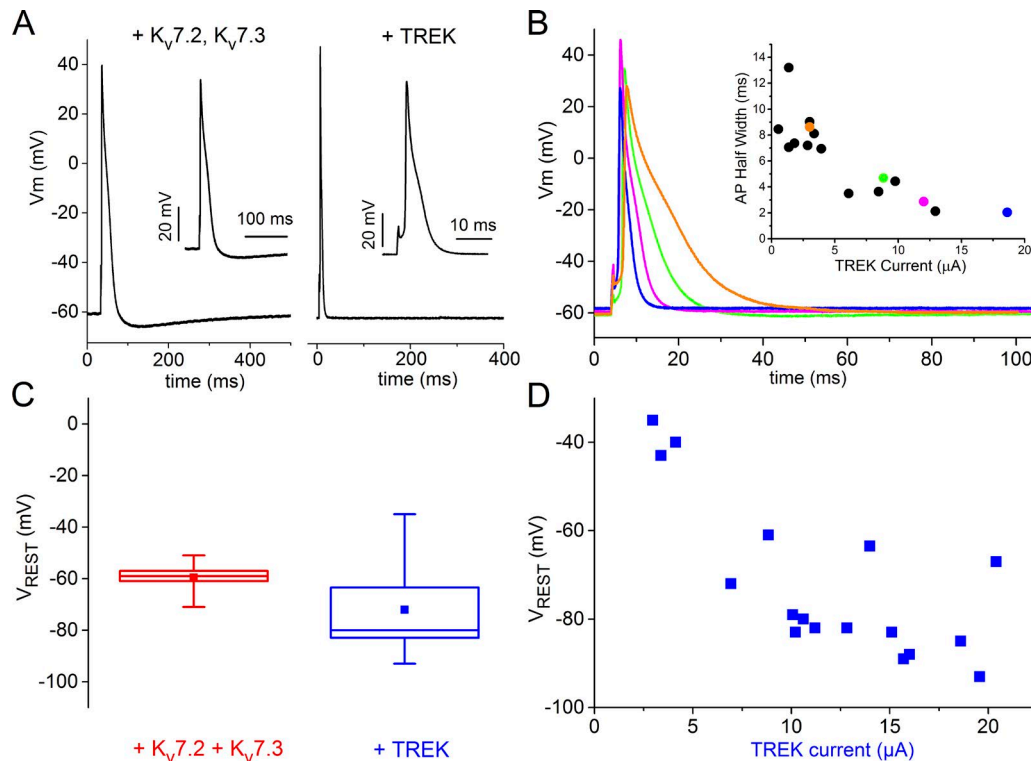 A
+ Kv7.2, Kv7.3
+ TREK
40
20
0
-20
-40
-60
Vm (mV)
20 mV
100 ms
20 mV
10 ms
0
200
400
0
200
400
time (ms)
time (ms)
B
40
20
0
-20
-40
-60
Vm (mV)
0
20
40
60
80
100
time (ms)
14
12
10
8
6
4
2
0
AP Half Width (ms)
0
5
10
15
20
TREK Current (µA)
C
0
-20
-40
-60
-80
-100
VREST (mV)
+ Kv7.2 + Kv7.3
+ TREK
D
-40
-60
-80
-100
VREST (mV)
0
5
10
15
20
TREK current (µA)